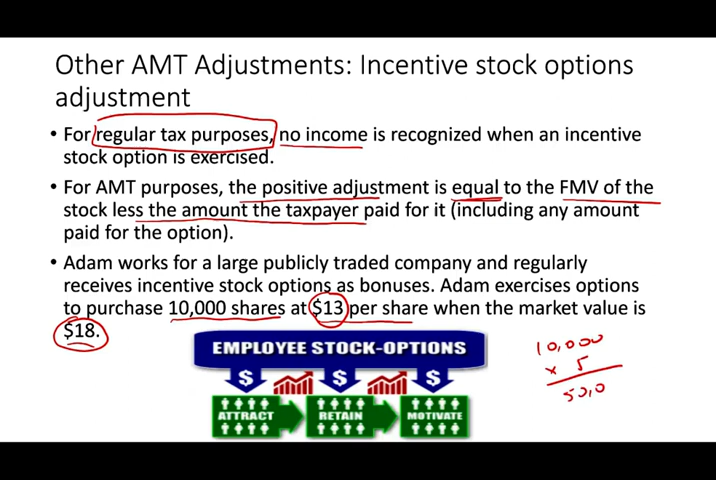 Other AMT Adjustments: Incentive stock options
adjustment
• For regular tax purposes, no income is recognized when an incentive
stock option is exercised.
• For AMT purposes, the positive adjustment is equal to the FMV of the
stock less the amount the taxpayer paid for it (including any amount
paid for the option).
• Adam works for a large publicly traded company and regularly
receives incentive stock options as bonuses. Adam exercises options
to purchase 10,000 shares at $13 per share when the market value is
$18.
EMPLOYEE STOCK-OPTIONS
$ $ $
ATTRACT RETAIN MOTIVATE
10,000
x 5
50,0